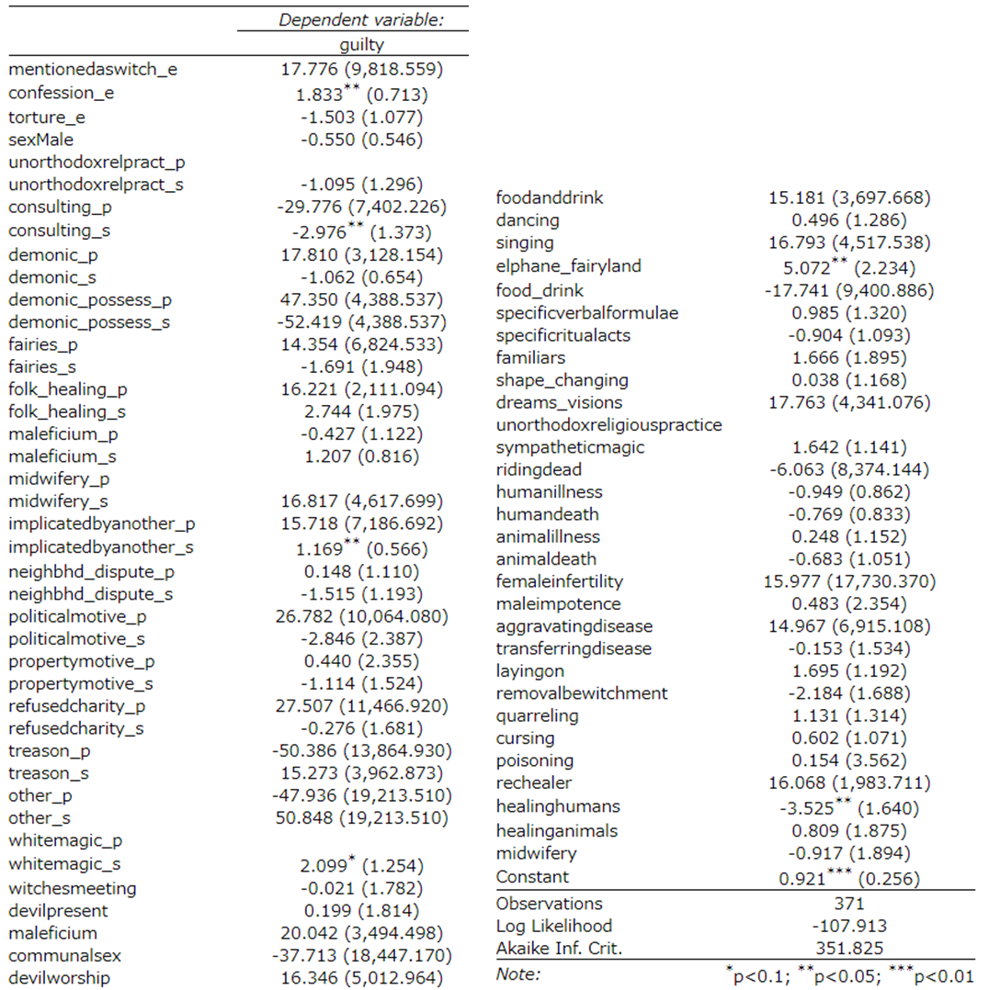 Dependent variable:
guilty
mentionedaswitch_e 17.776 (9,818.559)
confession_e 1.833** (0.713)
torture_e -1.503 (1.077)
sexMale -0.550 (0.546)
unorthodoxrelpract_p
unorthodoxrelpract_s -1.095 (1.296)
consulting_p -29.776 (7,402.226)
consulting_s -2.976** (1.373)
demonic_p 17.810 (3,128.154)
demonic_s -1.062 (0.654)
demonic_possess_p 47.350 (4,388.537)
demonic_possess_s -52.419 (4,388.537)
fairies_p 14.354 (6,824.533)
fairies_s -1.691 (1.948)
folk_healing_p 16.221 (2,111.094)
folk_healing_s 2.744 (1.975)
maleficium_p -0.427 (1.122)
maleficium_s 1.207 (0.816)
midwifery_p
midwifery_s 16.817 (4,617.699)
implicatedbyanother_p 15.718 (7,186.692)
implicatedbyanother_s 1.169** (0.566)
neighbhd_dispute_p 0.148 (1.110)
neighbhd_dispute_s -1.515 (1.193)
politicalmotive_p 26.782 (10,064.080)
politicalmotive_s -2.846 (2.387)
propertymotive_p 0.440 (2.355)
propertymotive_s -1.114 (1.524)
refusedcharity_p 27.507 (11,466.920)
refusedcharity_s -0.276 (1.681)
treason_p -50.386 (13,864.930)
treason_s 15.273 (3,962.873)
other_p -47.936 (19,213.510)
other_s 50.848 (19,213.510)
whitemagic_p
whitemagic_s 2.099* (1.254)
witchesmeeting -0.021 (1.782)
devilpresent 0.199 (1.814)
maleficium 20.042 (3,494.498)
communalsex -37.713 (18,447.170)
devilworship 16.346 (5,012.964)
foodanddrink 15.181 (3,697.668)
dancing 0.496 (1.286)
singing 16.793 (4,517.538)
elphane_fairyland 5.072** (2.234)
food_drink -17.741 (9,400.886)
specificverbalformulae 0.985 (1.320)
specificritualacts -0.904 (1.093)
familiars 1.666 (1.895)
shape_changing 0.038 (1.168)
dreams_visions 17.763 (4,341.076)
unorthodoxreligiouspractice
sympatheticmagic 1.642 (1.141)
ridingdead -6.063 (8,374.144)
humanillness -0.949 (0.862)
humandeath -0.769 (0.833)
animalillness 0.248 (1.152)
animaldeath -0.683 (1.051)
femaleinfertility 15.977 (17,730.370)
maleimpotence 0.483 (2.354)
aggravatingdisease 14.967 (6,915.108)
transferringdisease -0.153 (1.534)
layingon 1.695 (1.192)
removalbewitchment -2.184 (1.688)
quarreling 1.131 (1.314)
cursing 0.602 (1.071)
poisoning 0.154 (3.562)
rechealer 16.068 (1,983.711)
healinghumans -3.525** (1.640)
healinganimals 0.809 (1.875)
midwifery -0.917 (1.894)
Constant 0.921*** (0.256)
Observations 371
Log Likelihood -107.913
Akaike Inf. Crit. 351.825
Note: *p<0.1; **p<0.05; ***p<0.01